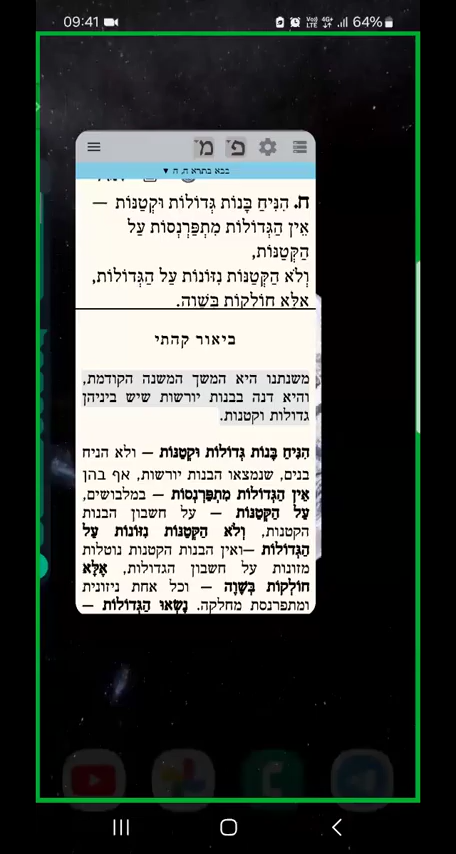 09:41
Vo)) LTE 4G+ 64%
מ' פ'
בבא בתרא ח, ח ▼
ח. הִנִּיחַ בָּנוֹת גְּדוֹלוֹת וּקְטַנּוֹת —
אֵין הַגְּדוֹלוֹת מִתְפַּרְנְסוֹת עַל
הַקְּטַנּוֹת,
וְלֹא הַקְּטַנּוֹת נִזּוֹנוֹת עַל הַגְּדוֹלוֹת,
אֶלָּא חוֹלְקוֹת בְּשָׁוֶה.
ביאור קהתי
משנתנו היא המשך המשנה הקודמת,
והיא דנה בבנות יורשות שיש ביניהן
גדולות וקטנות.
הִנִּיחַ בָּנוֹת גְּדוֹלוֹת וּקְטַנּוֹת – ולא הניח
בנים, שנמצאו הבנות יורשות, אף בהן
אֵין הַגְּדוֹלוֹת מִתְפַּרְנְסוֹת – במלבושים,
עַל הַקְּטַנּוֹת – על חשבון הבנות
הקטנות, וְלֹא הַקְּטַנּוֹת נִזּוֹנוֹת עַל
הַגְּדוֹלוֹת –ואין הבנות הקטנות נוטלות
מזונות על חשבון הגדולות, אֶלָּא
חוֹלְקוֹת בְּשָׁוֶה – וכל אחת ניזונית
ומתפרנסת מחלקה. נָשְׂאוּ הַגְּדוֹלוֹת –